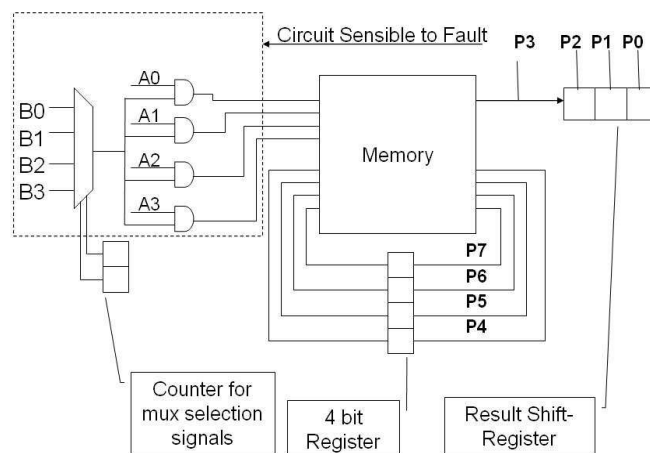 Circuit Sensible to Fault
P3
P2
P1
P0
A0
B0
A1
B1
Memory
B2
A2
B3
A3
P7
P6
P5
P4
Counter for
mux selection
signals
4 bit
Register
Result Shift-
Register